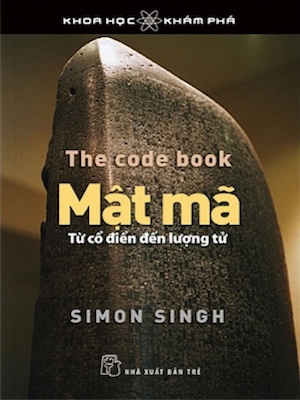 KHOA HỌC KHÁM PHÁ
The code book
Mật mã
Từ cổ điển đến lượng tử
SIMON SINGH
NHÀ XUẤT BẢN TRẺ